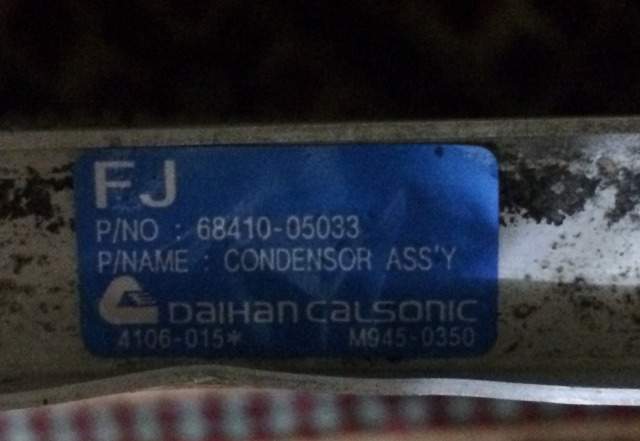 FJ
P/NO : 68410-05033
P/NAME : CONDENSOR ASS'Y
DAIHAN CALSONIC
4106-015* M945-0350